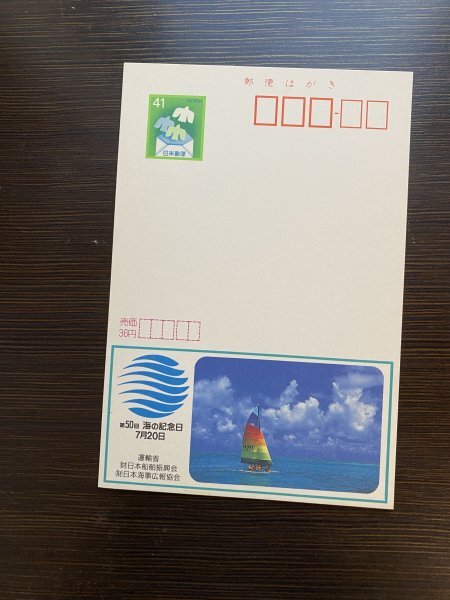 郵便はがき
41
NIPPON
日本郵便
売価
36円
第50回 海の記念日
7月20日
運輸省
財日本船舶振興会
財日本海事広報協会